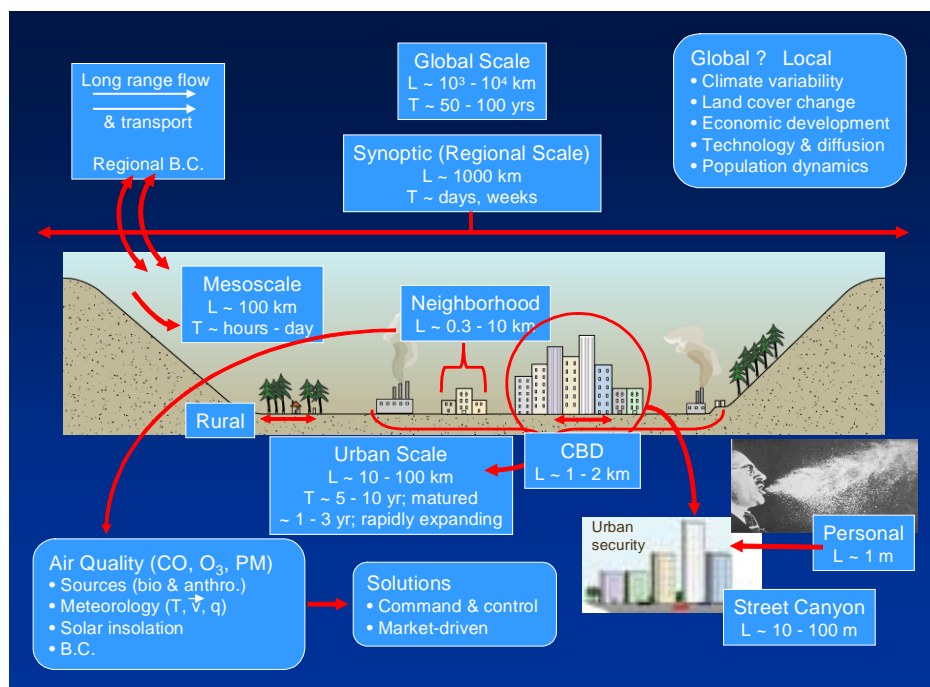 Long range flow
& transport
Regional B.C.
Global Scale
L ~ 10³ - 10⁴ km
T ~ 50 - 100 yrs
Global ? Local
• Climate variability
• Land cover change
• Economic development
• Technology & diffusion
• Population dynamics
Synoptic (Regional Scale)
L ~ 1000 km
T ~ days, weeks
Mesoscale
L ~ 100 km
T ~ hours - day
Neighborhood
L ~ 0.3 - 10 km
Rural
Urban Scale
L ~ 10 - 100 km
T ~ 5 - 10 yr; matured
~ 1 - 3 yr; rapidly expanding
CBD
L ~ 1 - 2 km
Urban
security
Personal
L ~ 1 m
Street Canyon
L ~ 10 - 100 m
Air Quality (CO, O₃, PM)
• Sources (bio & anthro.)
• Meteorology (T, v⃗, q)
• Solar insolation
• B.C.
Solutions
• Command & control
• Market-driven